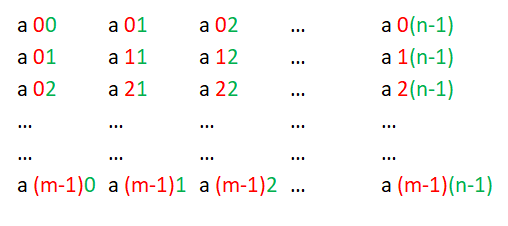 a 00 a 01 a 02 ... a 0(n-1)
a 01 a 11 a 12 ... a 1(n-1)
a 02 a 21 a 22 ... a 2(n-1)
... ... ... ... ...
... ... ... ... ...
a (m-1)0 a (m-1)1 a (m-1)2 ... a (m-1)(n-1)